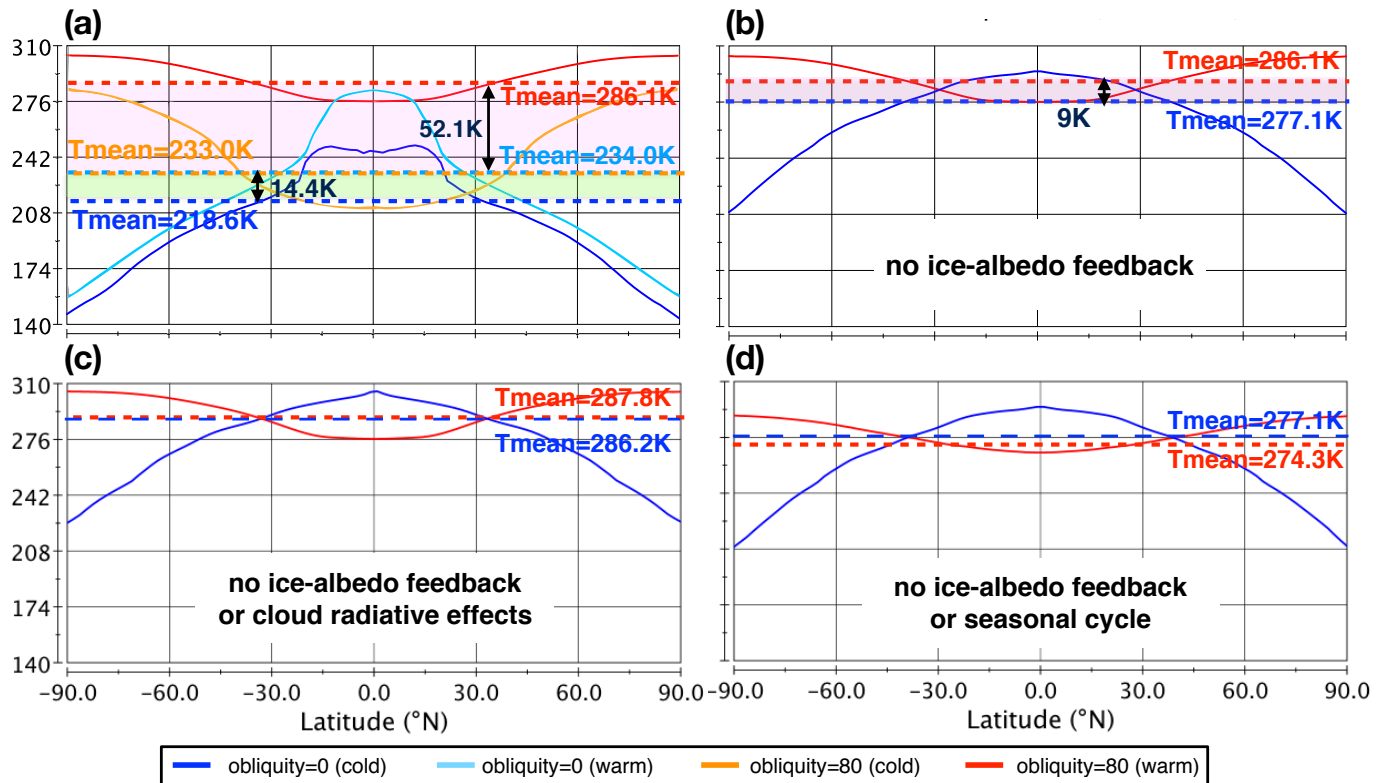 (a)
310
276
242
208
174
140
Tmean=286.1K
52.1K
Tmean=233.0K
Tmean=234.0K
14.4K
Tmean=218.6K
(b)
Tmean=286.1K
9K
Tmean=277.1K
no ice-albedo feedback
(c)
310
276
242
208
174
140
Tmean=287.8K
Tmean=286.2K
no ice-albedo feedback
or cloud radiative effects
-90.0 -60.0 -30.0 0.0 30.0 60.0 90.0
Latitude (°N)
(d)
Tmean=277.1K
Tmean=274.3K
no ice-albedo feedback
or seasonal cycle
-90.0 -60.0 -30.0 0.0 30.0 60.0 90.0
Latitude (°N)
obliquity=0 (cold) obliquity=0 (warm) obliquity=80 (cold) obliquity=80 (warm)